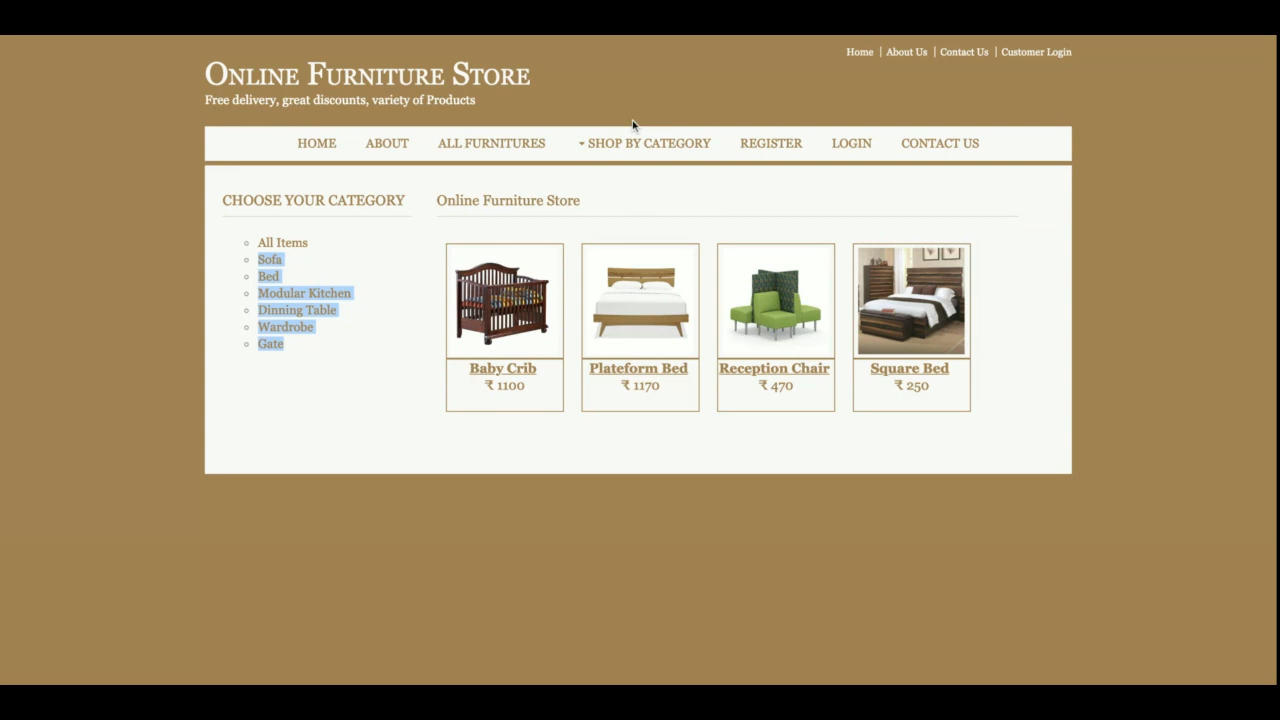 Home | About Us | Contact Us | Customer Login
Online Furniture Store
Free delivery, great discounts, variety of Products
HOME ABOUT ALL FURNITURES SHOP BY CATEGORY REGISTER LOGIN CONTACT US
CHOOSE YOUR CATEGORY
All Items
Sofa
Bed
Modular Kitchen
Dinning Table
Wardrobe
Gate
Online Furniture Store
Baby Crib
₹ 1100
Plateform Bed
₹ 1170
Reception Chair
₹ 470
Square Bed
₹ 250